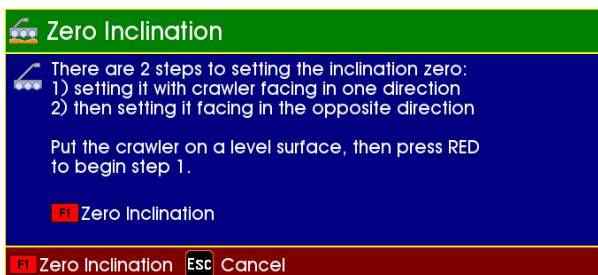 Zero Inclination
There are 2 steps to setting the inclination zero:
1) setting it with crawler facing in one direction
2) then setting it facing in the opposite direction
Put the crawler on a level surface, then press RED
to begin step 1.
F1 Zero Inclination
F1 Zero Inclination Esc Cancel